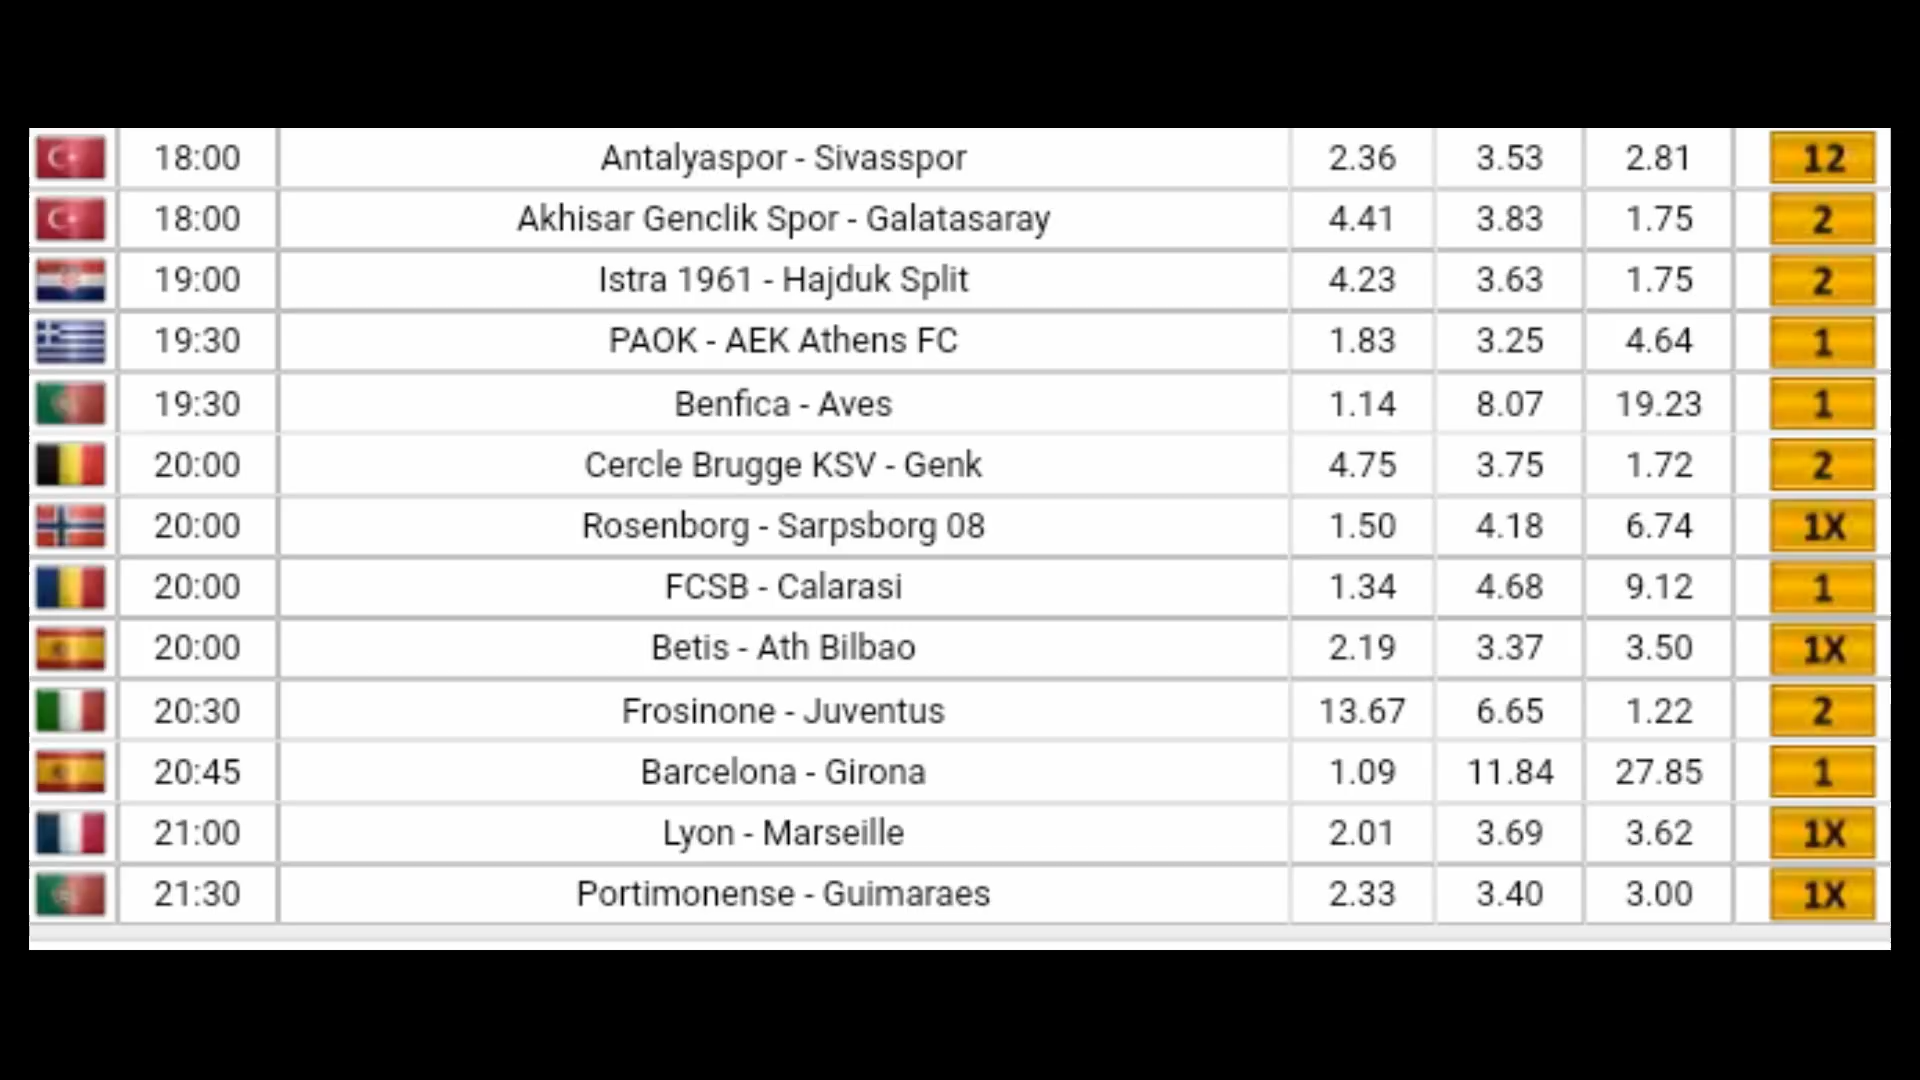 18:00 Antalyaspor - Sivasspor 2.36 3.53 2.81 12
18:00 Akhisar Genclik Spor - Galatasaray 4.41 3.83 1.75 2
19:00 Istra 1961 - Hajduk Split 4.23 3.63 1.75 2
19:30 PAOK - AEK Athens FC 1.83 3.25 4.64 1
19:30 Benfica - Aves 1.14 8.07 19.23 1
20:00 Cercle Brugge KSV - Genk 4.75 3.75 1.72 2
20:00 Rosenborg - Sarpsborg 08 1.50 4.18 6.74 1X
20:00 FCSB - Calarasi 1.34 4.68 9.12 1
20:00 Betis - Ath Bilbao 2.19 3.37 3.50 1X
20:30 Frosinone - Juventus 13.67 6.65 1.22 2
20:45 Barcelona - Girona 1.09 11.84 27.85 1
21:00 Lyon - Marseille 2.01 3.69 3.62 1X
21:30 Portimonense - Guimaraes 2.33 3.40 3.00 1X